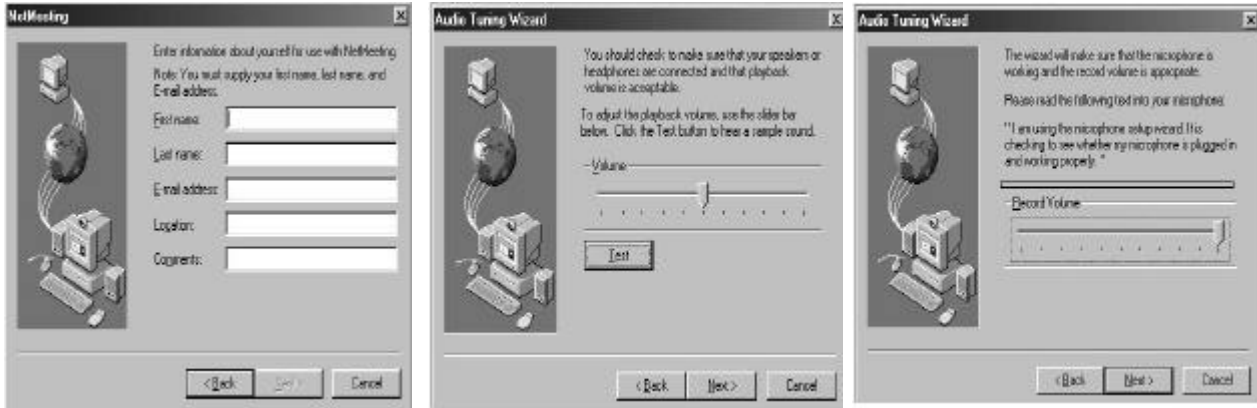 NetMeeting
Enter information about yourself for use with NetMeeting
Note: You must supply your first name, last name, and
E-mail address.
First name:
Last name:
E-mail address:
Location:
Comments:
< Back
Next >
Cancel
Audio Tuning Wizard
You should check to make sure that your speakers or
headphones are connected and that playback
volume is acceptable.
To adjust the playback volume, use the slider bar
below. Click the Test button to hear a sample sound.
Volume
Test
< Back
Next >
Cancel
Audio Tuning Wizard
The wizard will make sure that the microphone is
working and the record volume is appropriate.
Please read the following text into your microphone:
"I am using the microphone setup wizard. It is
checking to see whether my microphone is plugged in
and working properly."
Record Volume
< Back
Next >
Cancel